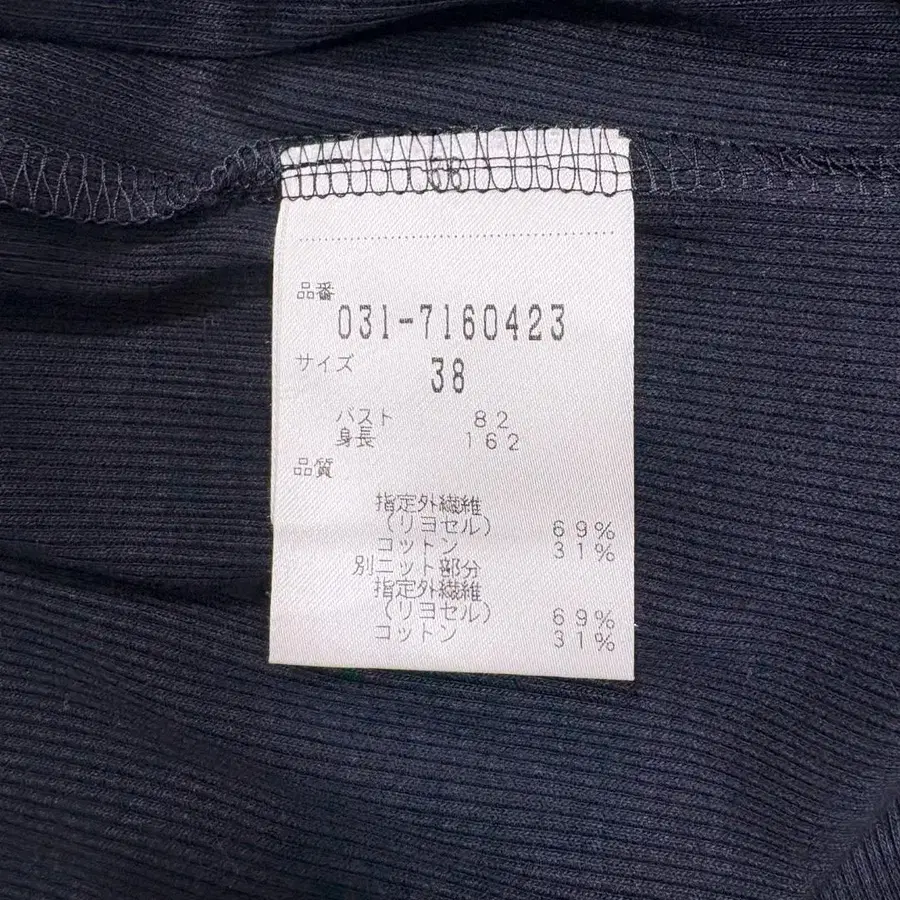 品番
031-7160423
サイズ
38
バスト 82
身長 162
品質
指定外繊維
(リヨセル) 69%
コットン 31%
別ニット部分
指定外繊維
(リヨセル) 69%
コットン 31%